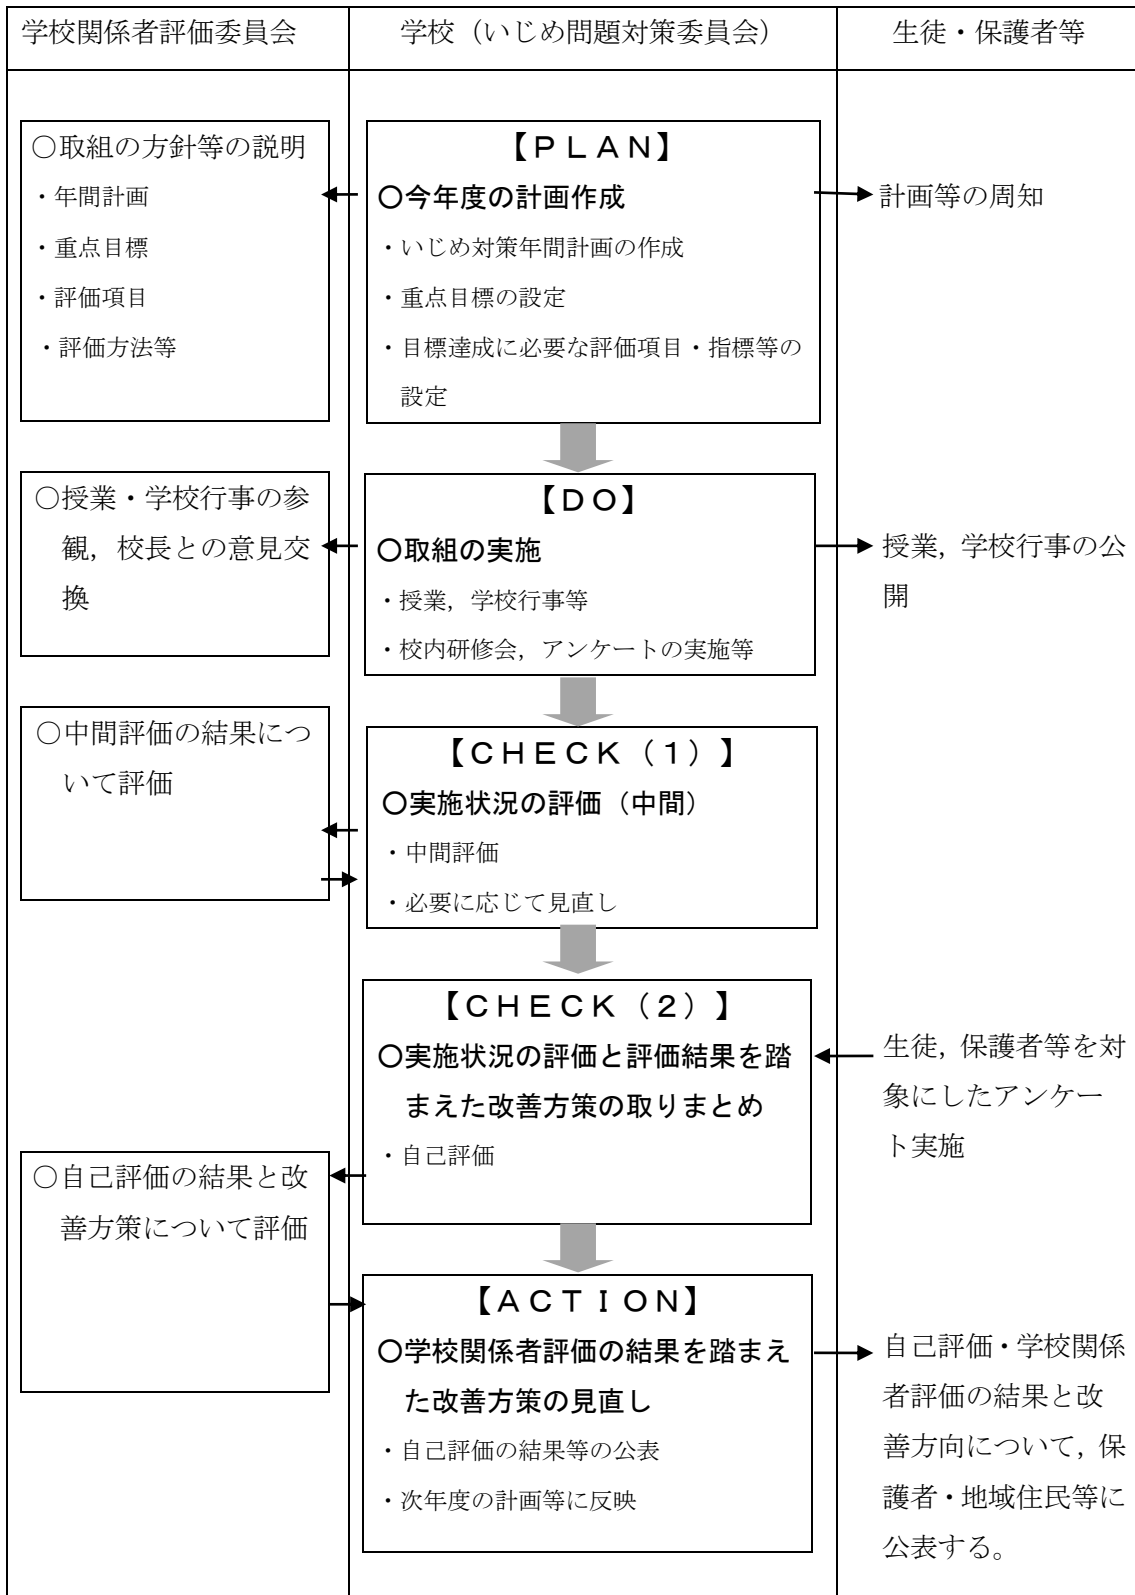 学校関係者評価委員会
学校（いじめ問題対策委員会）
生徒・保護者等
○取組の方針等の説明
・年間計画
・重点目標
・評価項目
・評価方法等
【ＰＬＡＮ】
○今年度の計画作成
・いじめ対策年間計画の作成
・重点目標の設定
・目標達成に必要な評価項目・指標等の
設定
計画等の周知
○授業・学校行事の参
観，校長との意見交
換
【ＤＯ】
○取組の実施
・授業，学校行事等
・校内研修会，アンケートの実施等
授業，学校行事の公
開
○中間評価の結果につ
いて評価
【ＣＨＥＣＫ（１）】
○実施状況の評価（中間）
・中間評価
・必要に応じて見直し
【ＣＨＥＣＫ（２）】
○実施状況の評価と評価結果を踏
まえた改善方策の取りまとめ
・自己評価
生徒，保護者等を対
象にしたアンケー
ト実施
○自己評価の結果と改
善方策について評価
【ＡＣＴＩＯＮ】
○学校関係者評価の結果を踏まえ
た改善方策の見直し
・自己評価の結果等の公表
・次年度の計画等に反映
自己評価・学校関係
者評価の結果と改
善方向について，保
護者・地域住民等に
公表する。